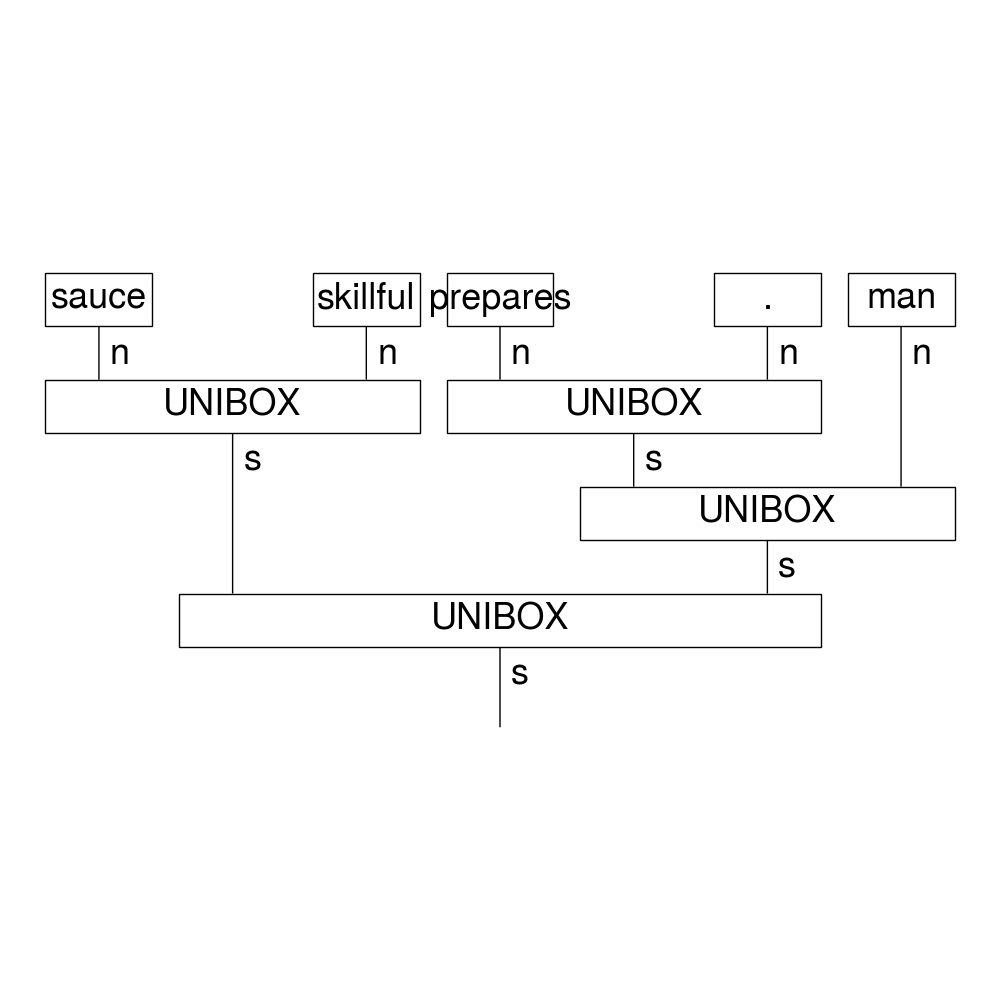 sauce skillful prepares . man
n n n n n
UNIBOX UNIBOX
s s
UNIBOX
s
UNIBOX
s